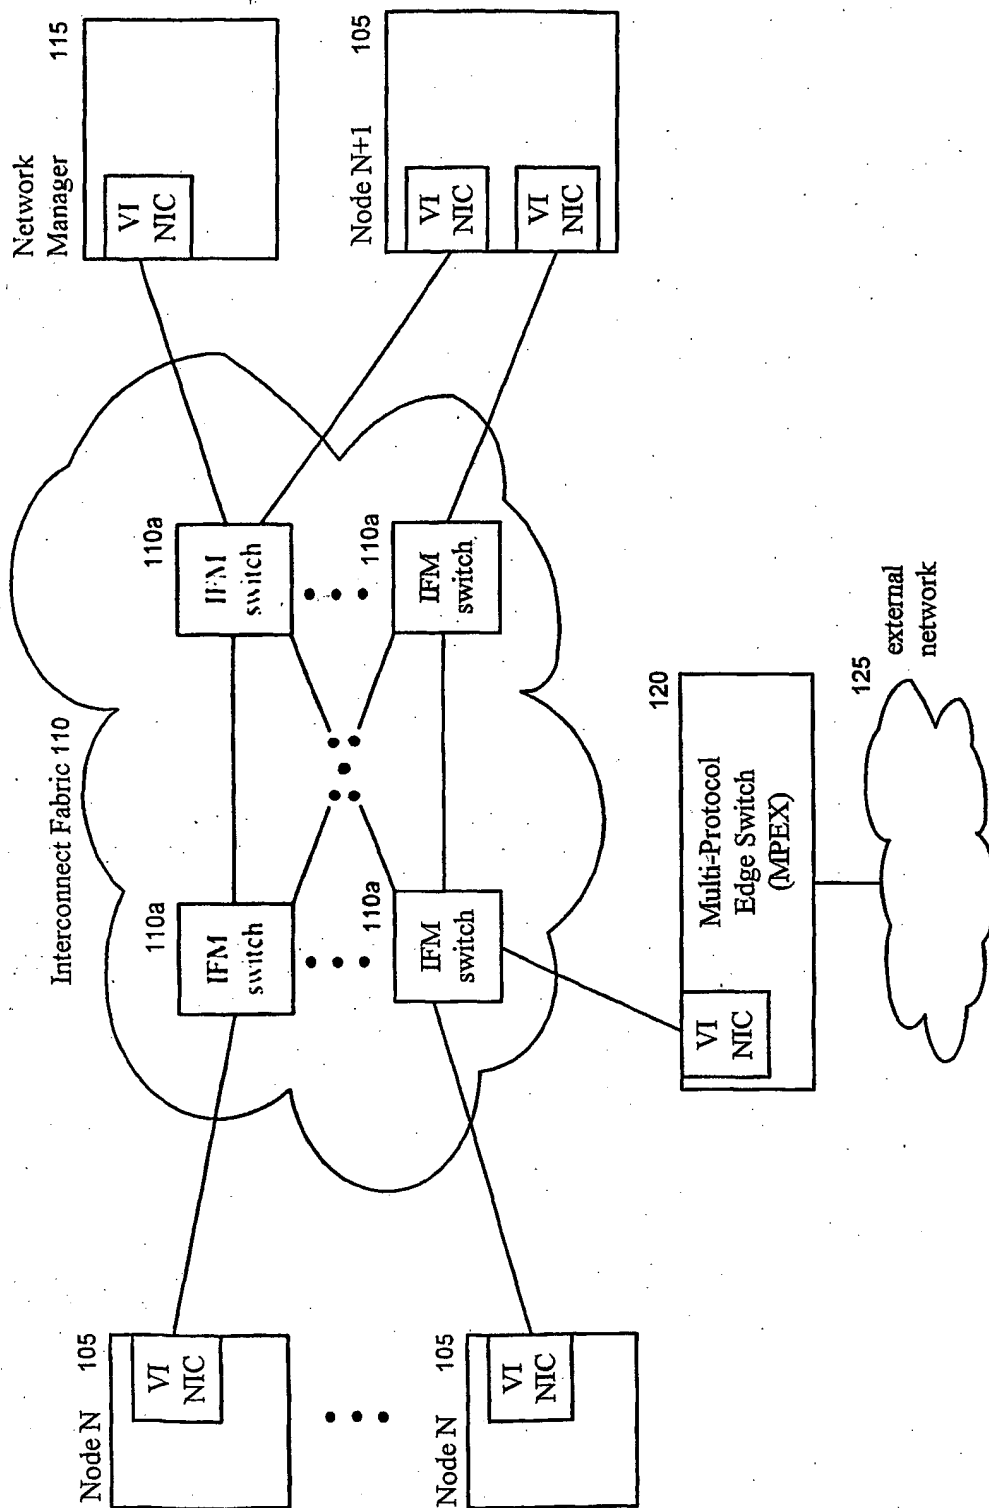 Network
Manager
115
VI
NIC
Node N+1
105
VI
NIC
VI
NIC
Interconnect Fabric 110
110a
IFM
switch
110a
IFM
switch
110a
IFM
switch
110a
IFM
switch
Node N
105
VI
NIC
Node N
105
VI
NIC
120
Multi-Protocol
Edge Switch
(MPEX)
VI
NIC
125
external
network